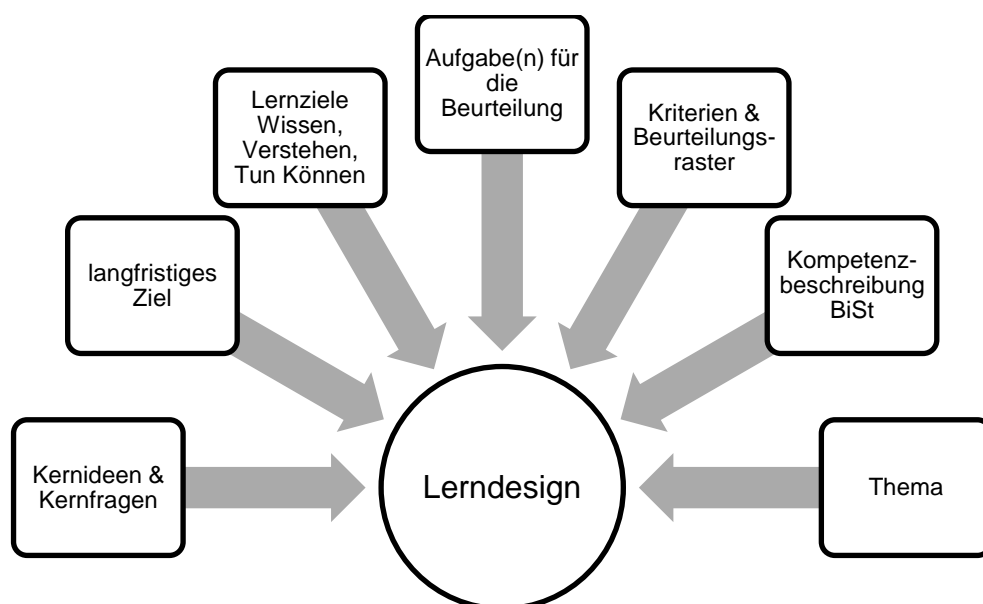 Aufgabe(n) für
die
Beurteilung
Lernziele
Wissen,
Verstehen,
Tun Können
Kriterien &
Beurteilungs-
raster
langfristiges
Ziel
Kompetenz-
beschreibung
BiSt
Kernideen &
Kernfragen
Lerndesign
Thema